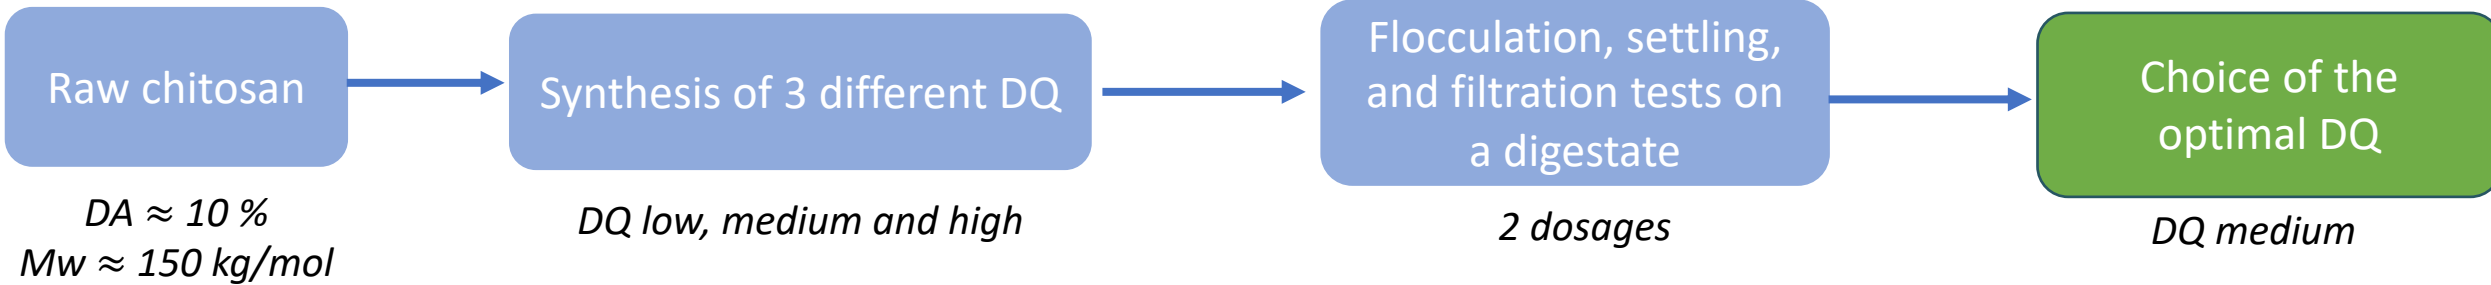 Raw chitosan
DA ≈ 10 %
Mw ≈ 150 kg/mol
Synthesis of 3 different DQ
DQ low, medium and high
Flocculation, settling,
and filtration tests on
a digestate
2 dosages
Choice of the
optimal DQ
DQ medium